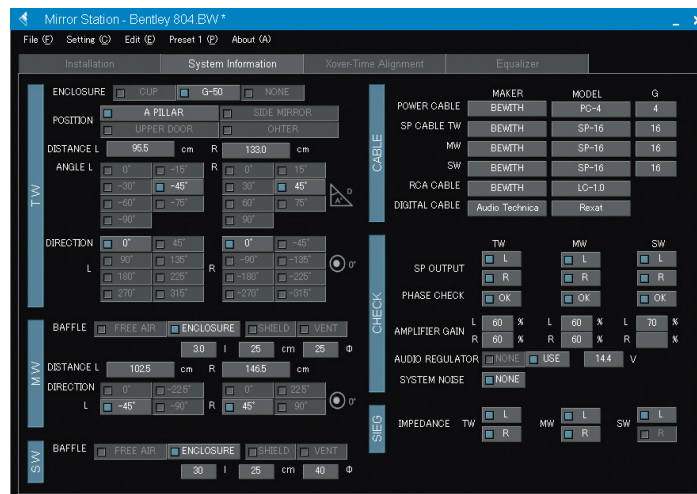 Mirror Station - Bentley 804.BW *
File (F) Setting (C) Edit (E) Preset 1 (P) About (A)
Installation System Information Xover-Time Alignment Equalizer
TW
ENCLOSURE CUP G-50 NONE
POSITION A PILLAR SIDE MIRROR
UPPER DOOR OHTER
DISTANCE L 95.5 cm R 133.0 cm
ANGLE L 0° -15° R 0° 15°
-30° -45° 30° 45°
-60° -75° 60° 75°
-90° 90°
A° D
DIRECTION 0° 45° 0° -45°
L 90° 135° R -90° -135° 0°
180° 225° -180° -225°
270° 315° -270° -315°
MW
BAFFLE FREE AIR ENCLOSURE SHIELD VENT
3.0 l 25 cm 25 Φ
DISTANCE L 102.5 cm R 146.5 cm
DIRECTION 0° -22.5° 0° 22.5°
L -45° -90° R 45° 90° 0°
SW
BAFFLE FREE AIR ENCLOSURE SHIELD VENT
30 l 25 cm 40 Φ
CABLE
MAKER MODEL G
POWER CABLE BEWITH PC-4 4
SP CABLE TW BEWITH SP-16 16
MW BEWITH SP-16 16
SW BEWITH SP-16 16
RCA CABLE BEWITH LC-1.0
DIGITAL CABLE Audio Technica Rexat
CHECK
TW MW SW
SP OUTPUT L L L
R R R
PHASE CHECK OK OK OK
AMPLIFIER GAIN L 60 % L 60 % L 70 %
R 60 % R 60 % R
AUDIO REGULATOR NONE USE 14.4 V
SYSTEM NOISE NONE
SIEG
IMPEDANCE TW L MW L SW L
R R R